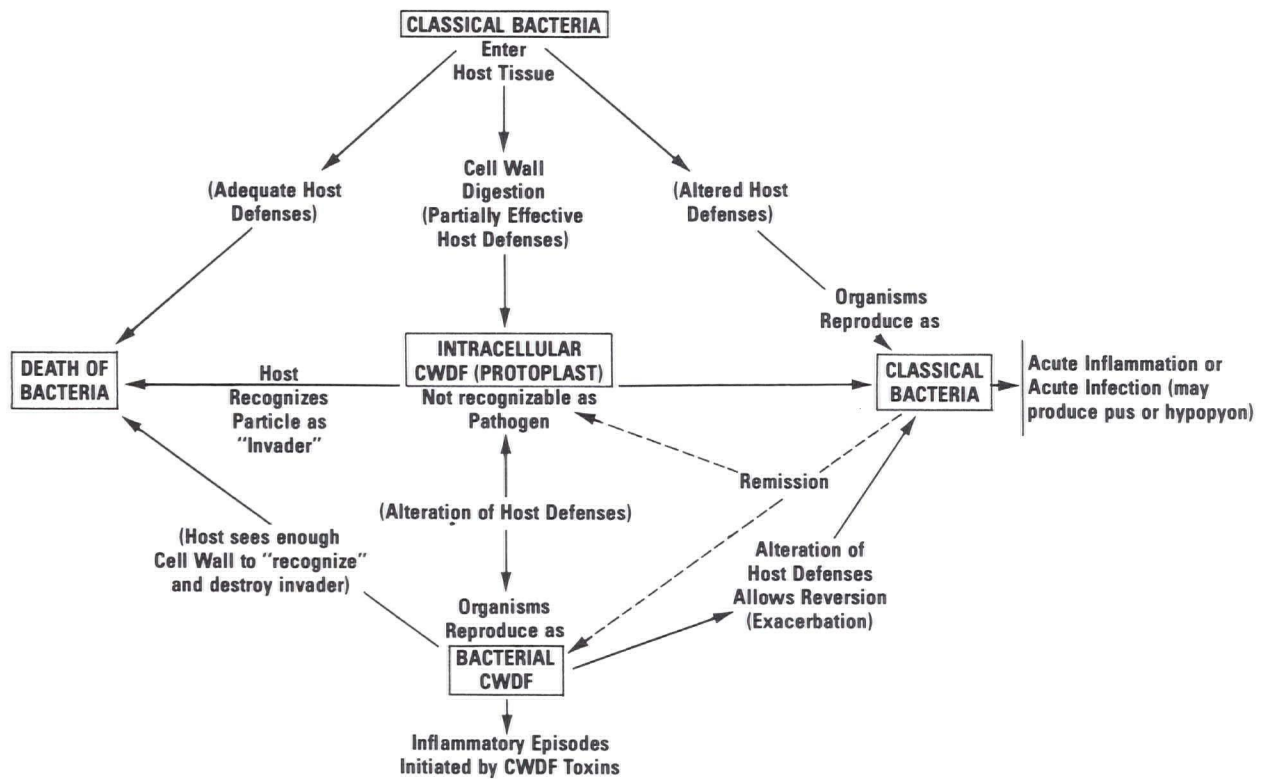 CLASSICAL BACTERIA
Enter
Host Tissue
(Adequate Host
Defenses)
Cell Wall
Digestion
(Partially Effective
Host Defenses)
(Altered Host
Defenses)
Organisms
Reproduce as
DEATH OF
BACTERIA
Host
Recognizes
Particle as
"Invader"
INTRACELLULAR
CWDF (PROTOPLAST)
Not recognizable as
Pathogen
CLASSICAL
BACTERIA
Acute Inflammation or
Acute Infection (may
produce pus or hypopyon)
Remission
(Alteration of Host Defenses)
(Host sees enough
Cell Wall to "recognize"
and destroy invader)
Alteration of
Host Defenses
Allows Reversion
(Exacerbation)
Organisms
Reproduce as
BACTERIAL
CWDF
Inflammatory Episodes
Initiated by CWDF Toxins